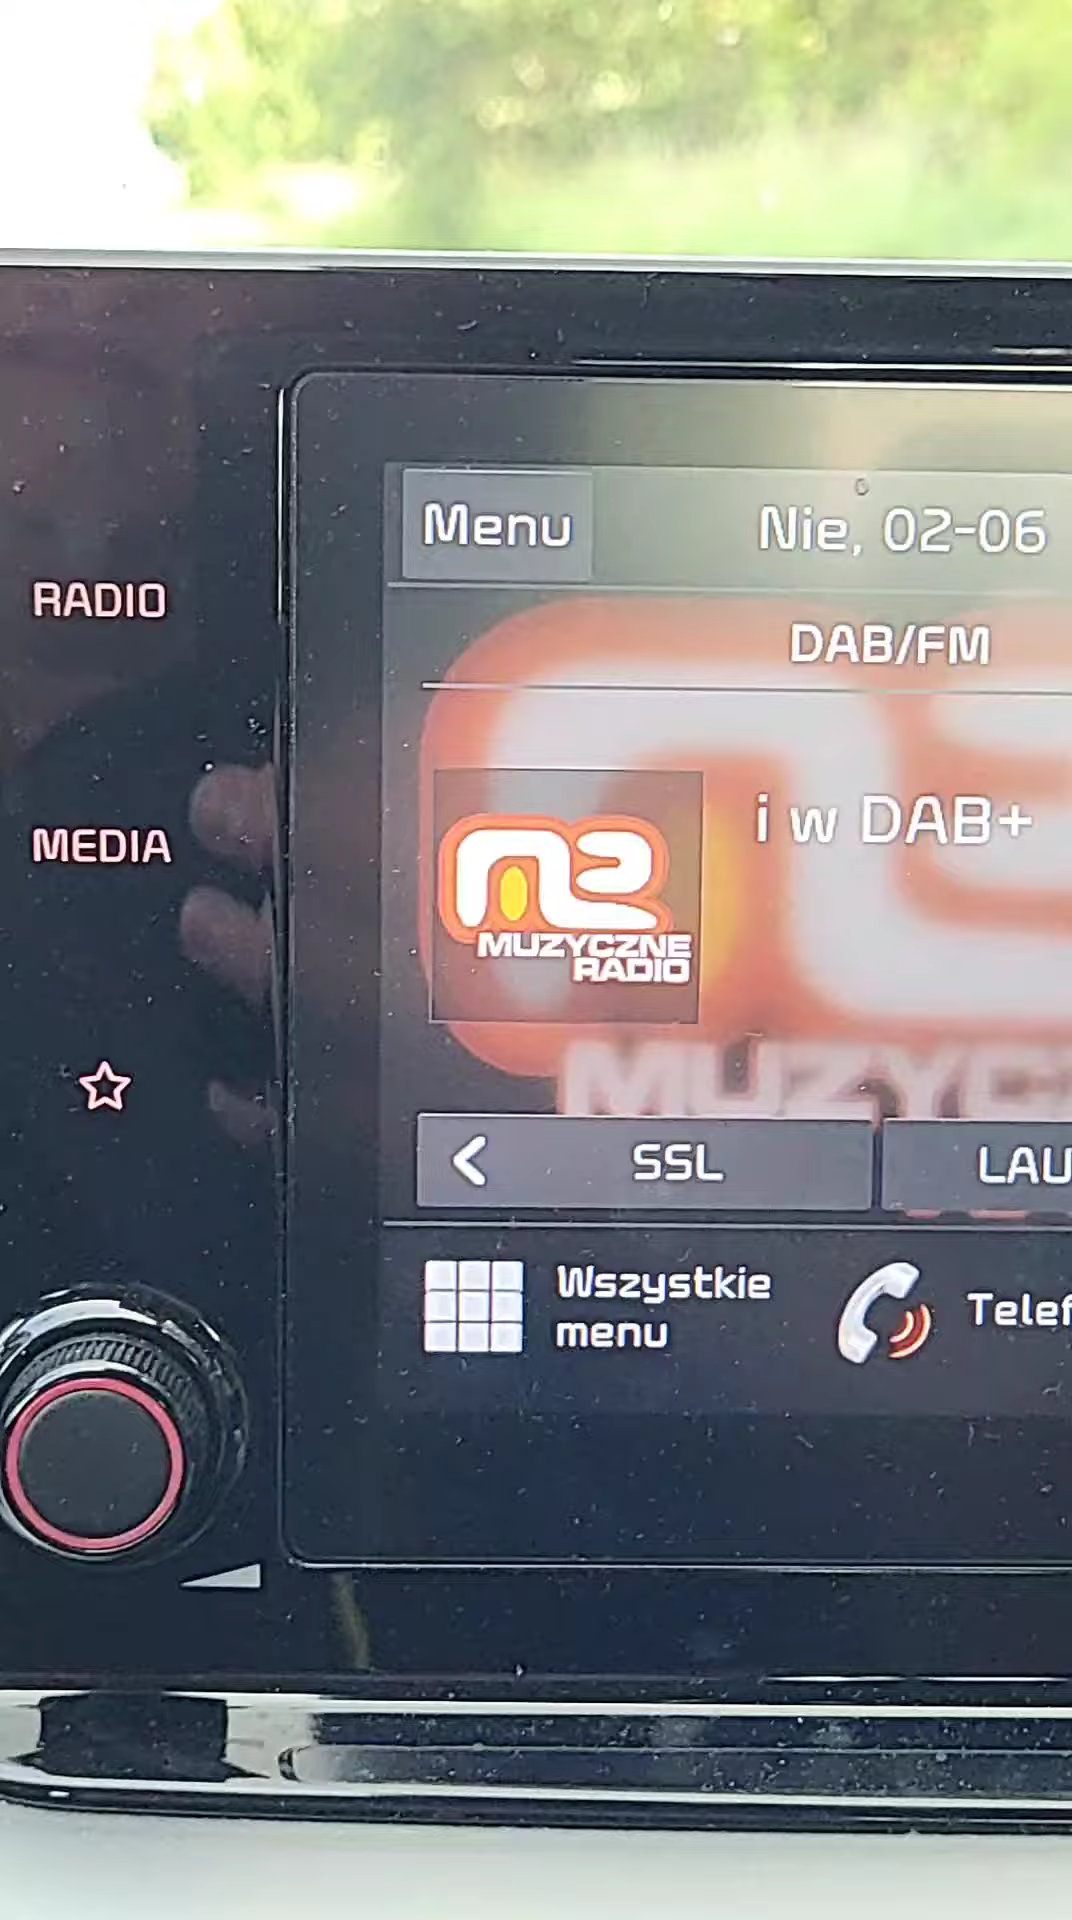 Menu
Nie, 02-06
RADIO
DAB/FM
i w DAB+
MEDIA
MUZYCZNE
RADIO
SSL
Wszystkie
menu